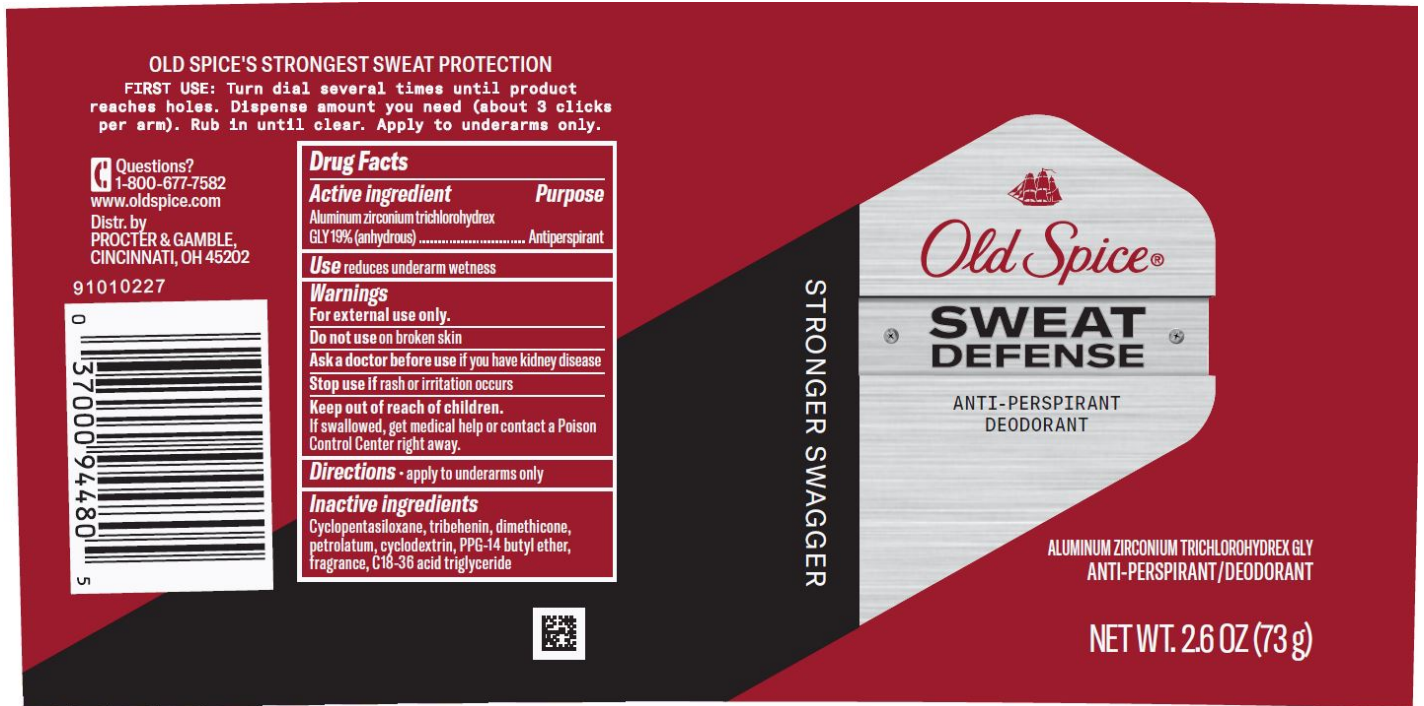 OLD SPICE'S STRONGEST SWEAT PROTECTION
FIRST USE: Turn dial several times until product
reaches holes. Dispense amount you need (about 3 clicks
per arm). Rub in until clear. Apply to underarms only.
Questions?
1-800-677-7582
www.oldspice.com
Distr. by
PROCTER & GAMBLE,
CINCINNATI, OH 45202
91010227
0 37000 94480 5
Drug Facts
Active ingredient Purpose
Aluminum zirconium trichlorohydrex
GLY 19% (anhydrous) ............................ Antiperspirant
Use reduces underarm wetness
Warnings
For external use only.
Do not use on broken skin
Ask a doctor before use if you have kidney disease
Stop use if rash or irritation occurs
Keep out of reach of children.
If swallowed, get medical help or contact a Poison
Control Center right away.
Directions • apply to underarms only
Inactive ingredients
Cyclopentasiloxane, tribehenin, dimethicone,
petrolatum, cyclodextrin, PPG-14 butyl ether,
fragrance, C18-36 acid triglyceride
STRONGER SWAGGER
Old Spice®
SWEAT
DEFENSE
ANTI-PERSPIRANT
DEODORANT
ALUMINUM ZIRCONIUM TRICHLOROHYDREX GLY
ANTI-PERSPIRANT/DEODORANT
NET WT. 2.6 OZ (73 g)